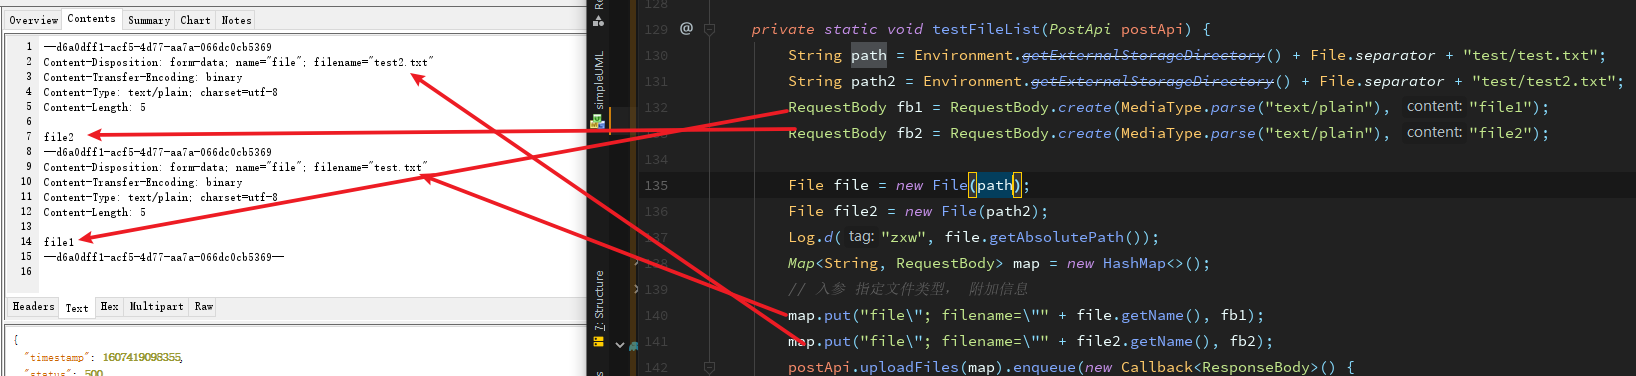 Overview Contents Summary Chart Notes
1 --d6a0dff1-acf5-4d77-aa7a-066dc0cb5369
2 Content-Disposition: form-data; name="file"; filename="test2.txt"
3 Content-Transfer-Encoding: binary
4 Content-Type: text/plain; charset=utf-8
5 Content-Length: 5
6
7 file2
8 --d6a0dff1-acf5-4d77-aa7a-066dc0cb5369
9 Content-Disposition: form-data; name="file"; filename="test.txt"
10 Content-Transfer-Encoding: binary
11 Content-Type: text/plain; charset=utf-8
12 Content-Length: 5
13
14 file1
15 --d6a0dff1-acf5-4d77-aa7a-066dc0cb5369--
16
Headers Text Hex Multipart Raw
{
"timestamp": 1607419098355,
"status": 500
simpleUML
7: Structure
128
129 @ private static void testFileList(PostApi postApi) {
130 String path = Environment.getExternalStorageDirectory() + File.separator + "test/test.txt";
131 String path2 = Environment.getExternalStorageDirectory() + File.separator + "test/test2.txt";
132 RequestBody fb1 = RequestBody.create(MediaType.parse("text/plain"), content: "file1");
RequestBody fb2 = RequestBody.create(MediaType.parse("text/plain"), content: "file2");
134
135 File file = new File(path);
136 File file2 = new File(path2);
137 Log.d( tag: "zxw", file.getAbsolutePath());
138 Map<String, RequestBody> map = new HashMap<>();
139 // 入参 指定文件类型， 附加信息
140 map.put("file\"; filename=\"" + file.getName(), fb1);
141 map.put("file\"; filename=\"" + file2.getName(), fb2);
142 postApi.uploadFiles(map).enqueue(new Callback<ResponseBody>() {